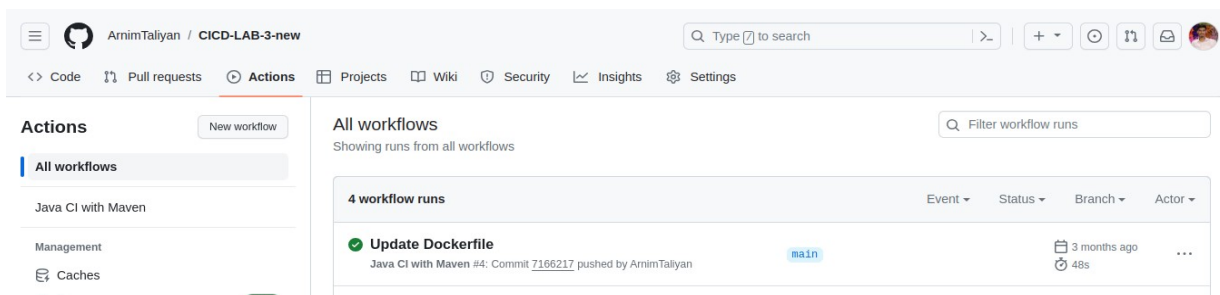 ArnimTaliyan / CICD-LAB-3-new
Type / to search
Code Pull requests Actions Projects Wiki Security Insights Settings
Actions
New workflow
All workflows
Java CI with Maven
Management
Caches
All workflows
Showing runs from all workflows
Filter workflow runs
4 workflow runs Event Status Branch Actor
Update Dockerfile
Java CI with Maven #4: Commit 7166217 pushed by ArnimTaliyan
main
3 months ago
48s